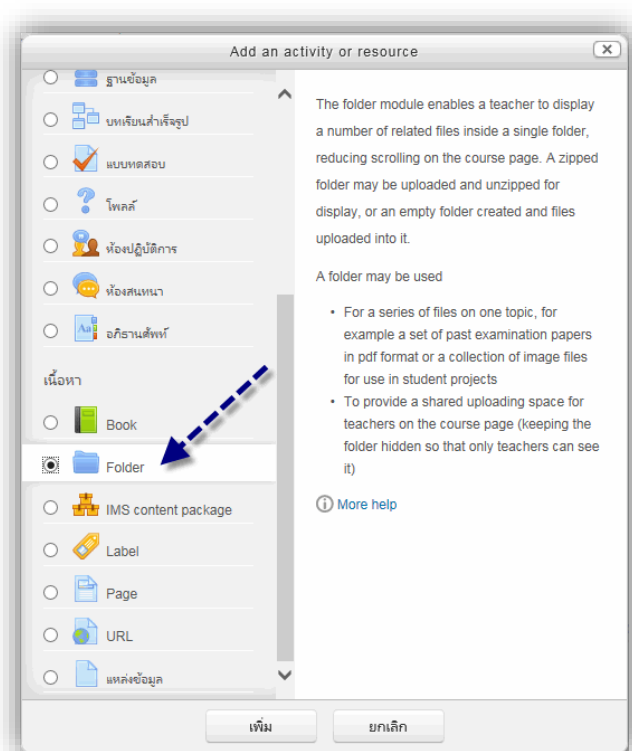 Add an activity or resource
ฐานข้อมูล
บทเรียนสำเร็จรูป
แบบทดสอบ
โพลล์
ห้องปฏิบัติการ
ห้องสนทนา
Aa
อภิธานศัพท์
เนื้อหา
Book
Folder
IMS content package
Label
Page
URL
แหล่งข้อมูล
The folder module enables a teacher to display
a number of related files inside a single folder,
reducing scrolling on the course page. A zipped
folder may be uploaded and unzipped for
display, or an empty folder created and files
uploaded into it.
A folder may be used
• For a series of files on one topic, for
example a set of past examination papers
in pdf format or a collection of image files
for use in student projects
• To provide a shared uploading space for
teachers on the course page (keeping the
folder hidden so that only teachers can see
it)
More help
เพิ่ม
ยกเลิก